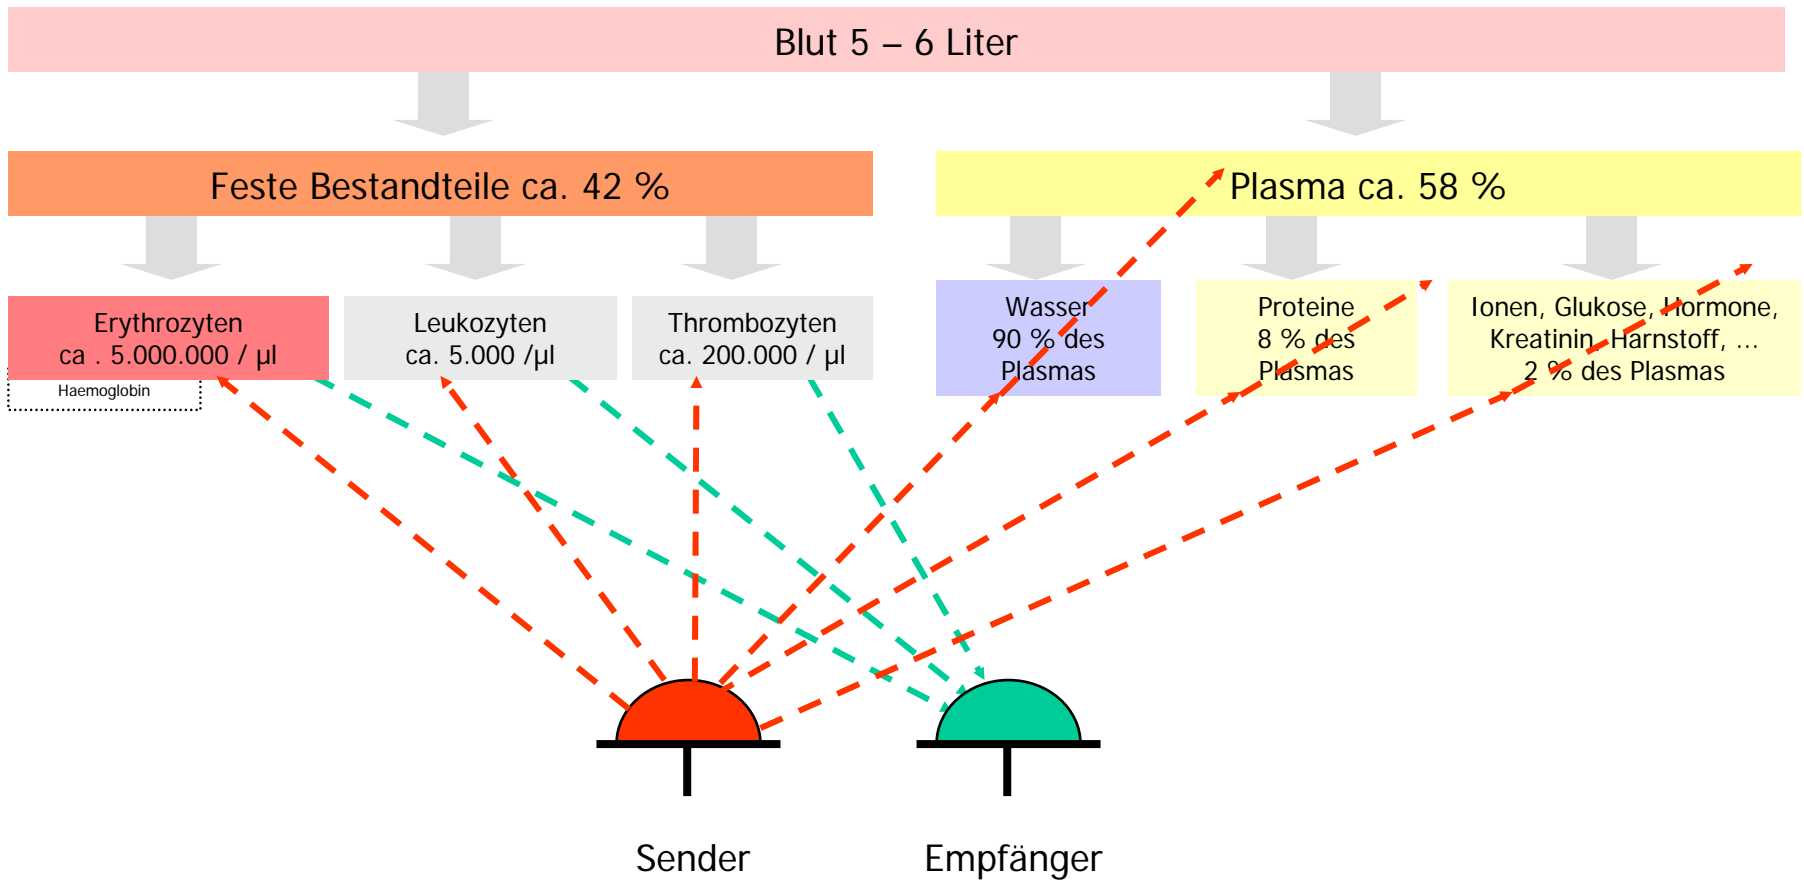 Blut 5 – 6 Liter
Feste Bestandteile ca. 42 %
Plasma ca. 58 %
Erythrozyten
ca . 5.000.000 / µl
Haemoglobin
Leukozyten
ca. 5.000 /µl
Thrombozyten
ca. 200.000 / µl
Wasser
90 % des
Plasmas
Proteine
8 % des
Plasmas
Ionen, Glukose, Hormone,
Kreatinin, Harnstoff, ...
2 % des Plasmas
Sender
Empfänger